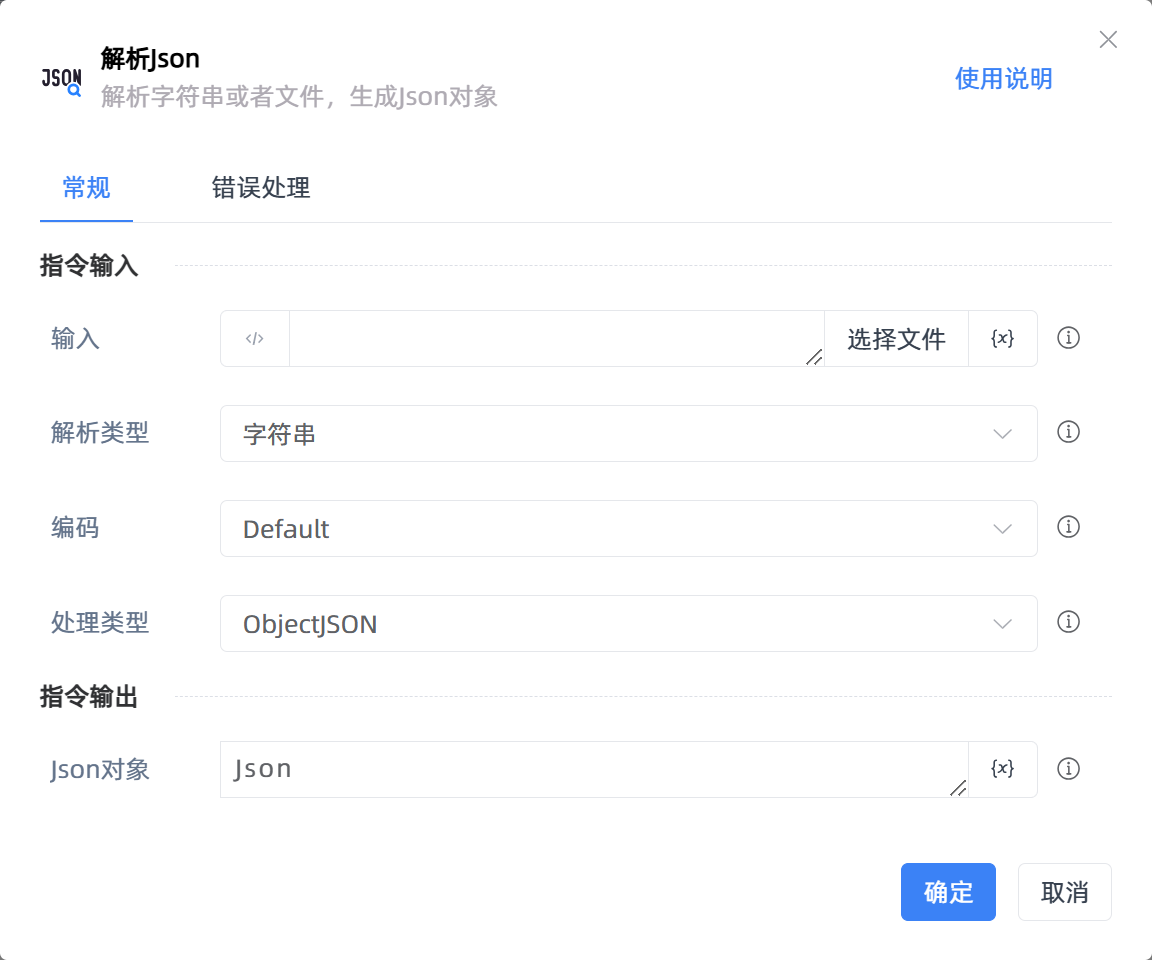 JSON
解析Json
解析字符串或者文件，生成Json对象
使用说明
常规
错误处理
指令输入
输入
</>
选择文件
{x}
解析类型
字符串
编码
Default
处理类型
ObjectJSON
指令输出
Json对象
Json
{x}
确定
取消